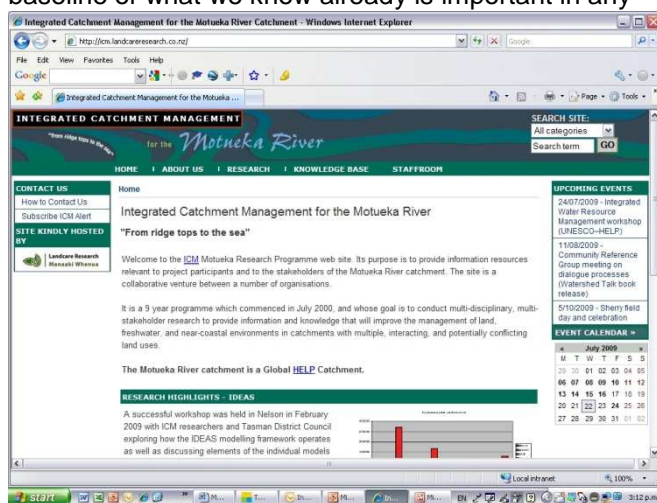 baseline of what we know already is important in any
Integrated Catchment Management for the Motueka River Catchment - Windows Internet Explorer
http://icm.landcareresearch.co.nz/
Google
File Edit View Favorites Tools Help
Google
Integrated Catchment Management for the Motueka ...
Page Tools
INTEGRATED CATCHMENT MANAGEMENT
"from ridge tops to the sea"
for the Motueka River
SEARCH SITE:
All categories
Search term GO
HOME | ABOUT US | RESEARCH | KNOWLEDGE BASE STAFFROOM
CONTACT US
How to Contact Us
Subscribe ICM Alert
SITE KINDLY HOSTED
BY
Landcare Research
Manaaki Whenua
Home
Integrated Catchment Management for the Motueka River
"From ridge tops to the sea"
Welcome to the ICM Motueka Research Programme web site. Its purpose is to provide information resources
relevant to project participants and to the stakeholders of the Motueka River catchment. The site is a
collaborative venture between a number of organisations.
It is a 9 year programme which commenced in July 2000, and whose goal is to conduct multi-disciplinary, multi-
stakeholder research to provide information and knowledge that will improve the management of land,
freshwater, and near-coastal environments in catchments with multiple, interacting, and potentially conflicting
land uses.
The Motueka River catchment is a Global HELP Catchment.
RESEARCH HIGHLIGHTS - IDEAS
A successful workshop was held in Nelson in February
2009 with ICM researchers and Tasman District Council
exploring how the IDEAS modelling framework operates
as well as discussing elements of the individual models
UPCOMING EVENTS
24/07/2009 - Integrated
Water Resource
Management workshop
(UNESCO-HELP)
11/08/2009 -
Community Reference
Group meeting on
dialogue processes
(Watershed Talk book
release)
5/10/2009 - Sherry field
day and celebration
EVENT CALENDAR »
« July 2009 »
M T W T F S S
29 30 01 02 03 04 05
06 07 08 09 10 11 12
13 14 15 16 17 18 19
20 21 22 23 24 25 26
27 28 29 30 31 01 02
Local intranet 100%
start M... T... In... Mi... In... Mi... EN 3:12 p.m.